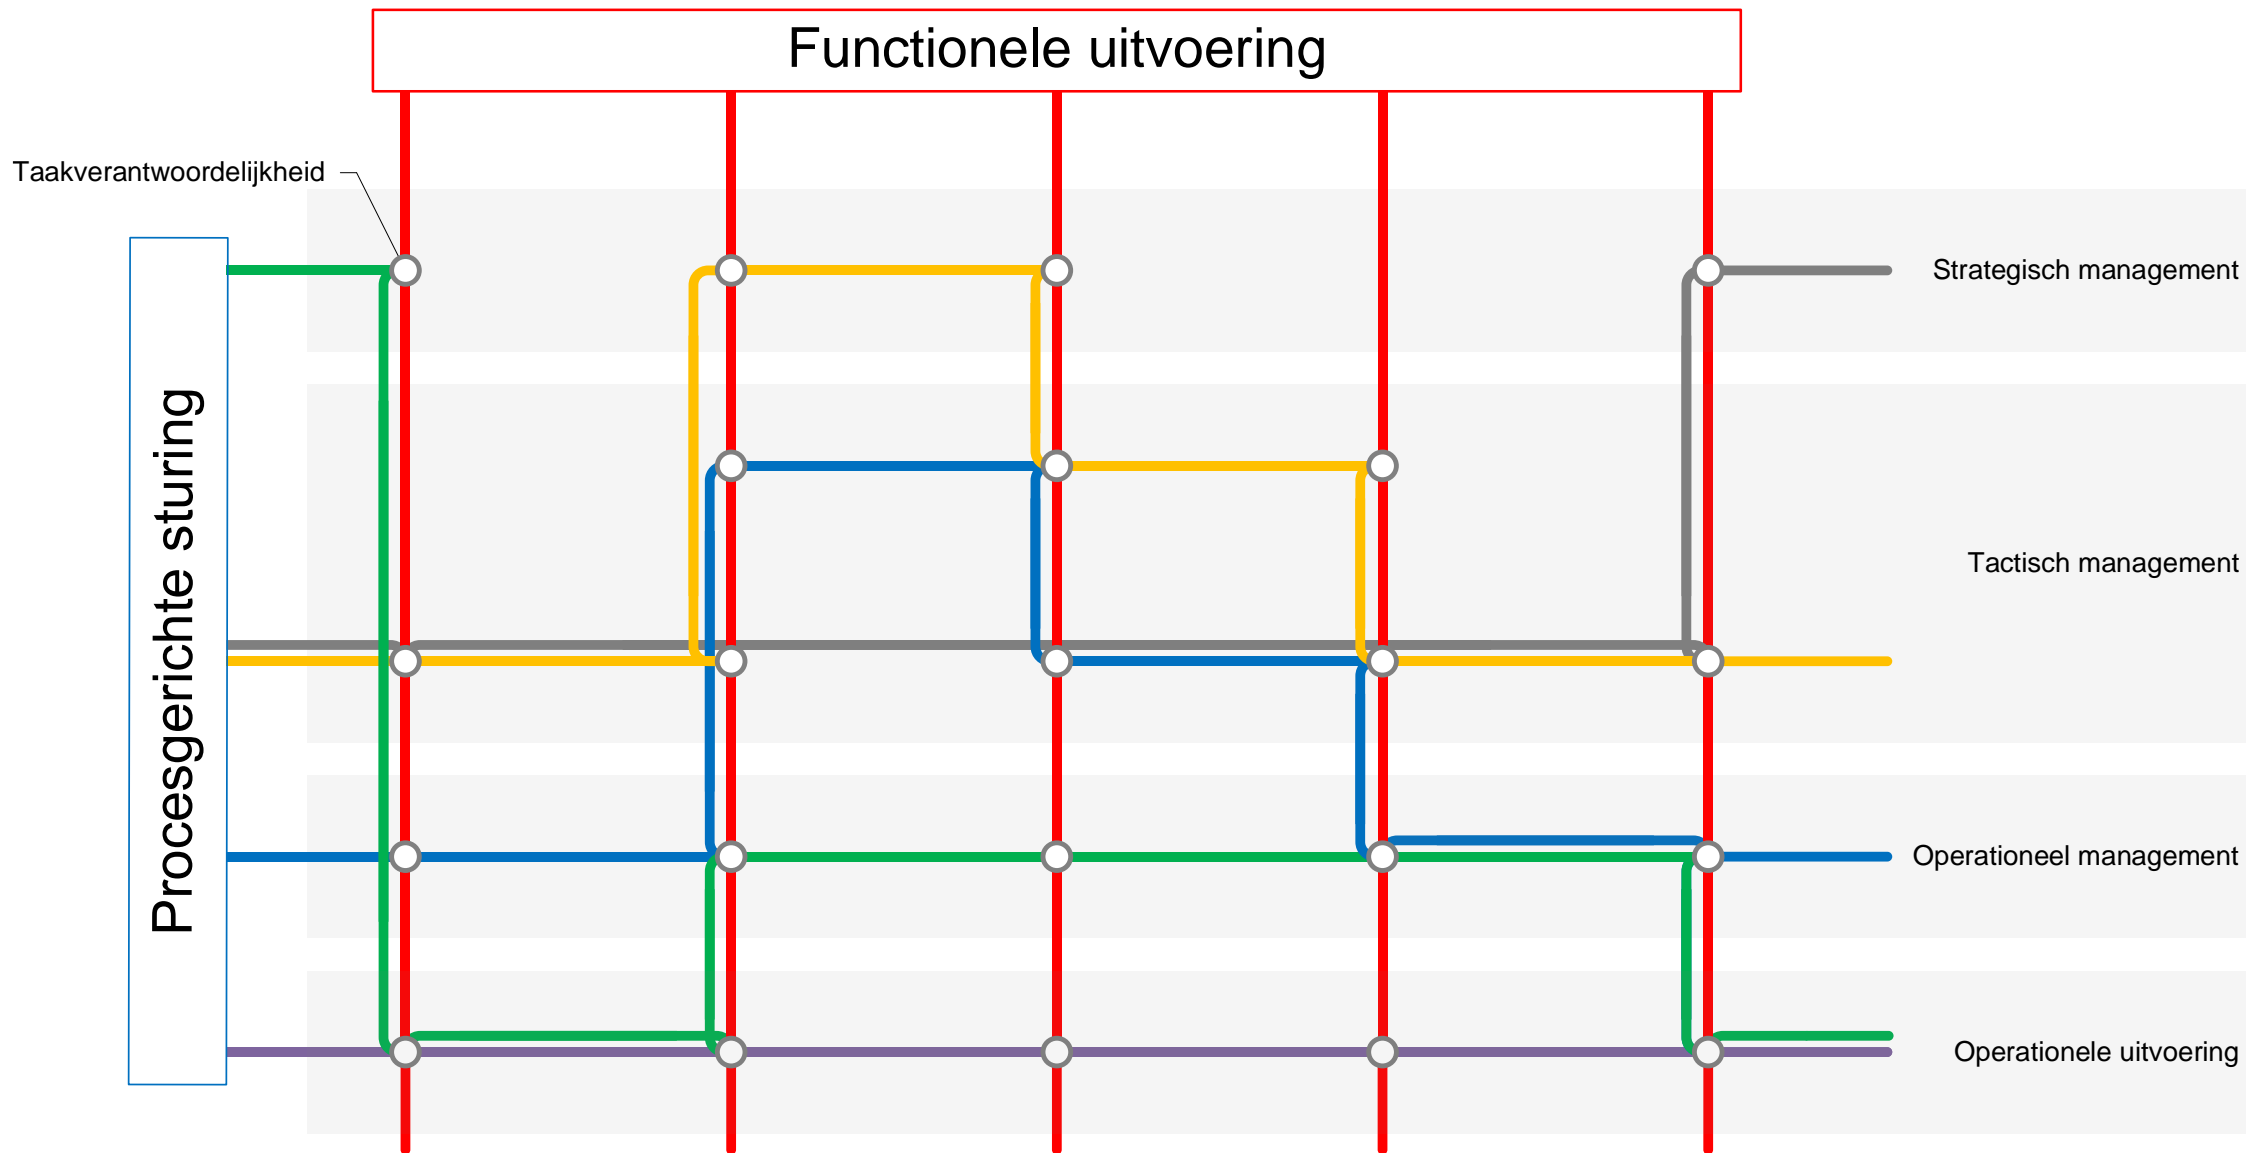 Functionele uitvoering
Taakverantwoordelijkheid
Procesgerichte sturing
Strategisch management
Tactisch management
Operationeel management
Operationele uitvoering